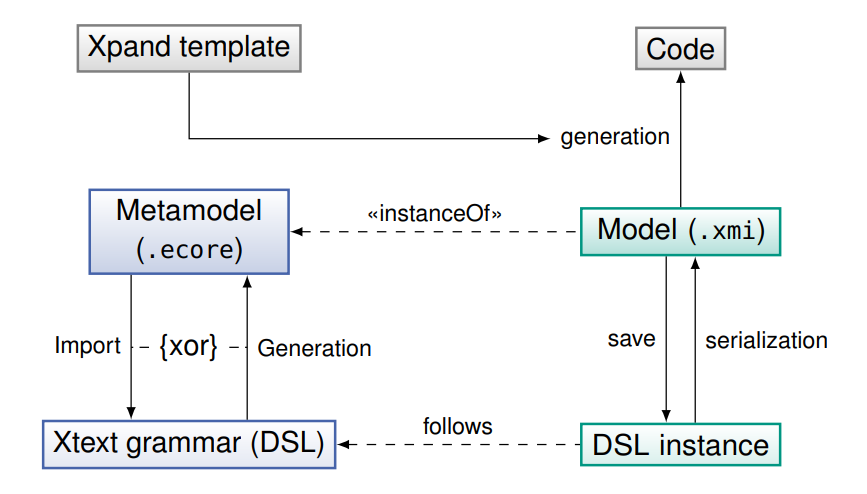 Xpand template
Code
generation
Metamodel
(.ecore)
«instanceOf»
Model (.xmi)
Import
{xor}
Generation
save
serialization
Xtext grammar (DSL)
follows
DSL instance